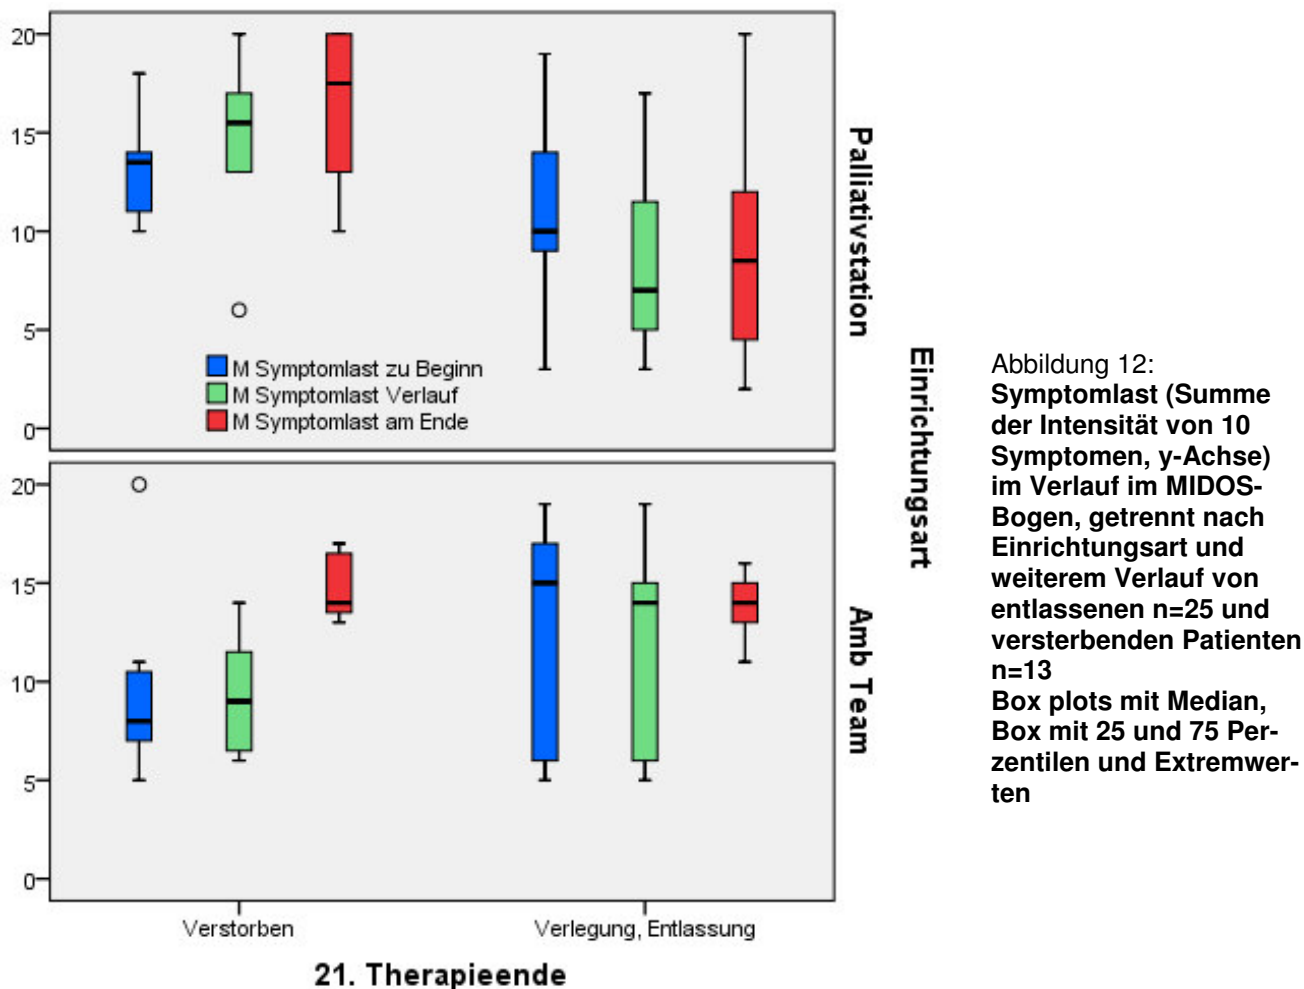 20
15
10
5
0
M Symptomlast zu Beginn
M Symptomlast Verlauf
M Symptomlast am Ende
Palliativstation
20
15
10
5
0
Amb Team
Einrichtungsart
Verstorben
Verlegung, Entlassung
21. Therapieende
Abbildung 12:
Symptomlast (Summe
der Intensität von 10
Symptomen, y-Achse)
im Verlauf im MIDOS-
Bogen, getrennt nach
Einrichtungsart und
weiterem Verlauf von
entlassenen n=25 und
versterbenden Patienten
n=13
Box plots mit Median,
Box mit 25 und 75 Per-
zentilen und Extremwer-
ten